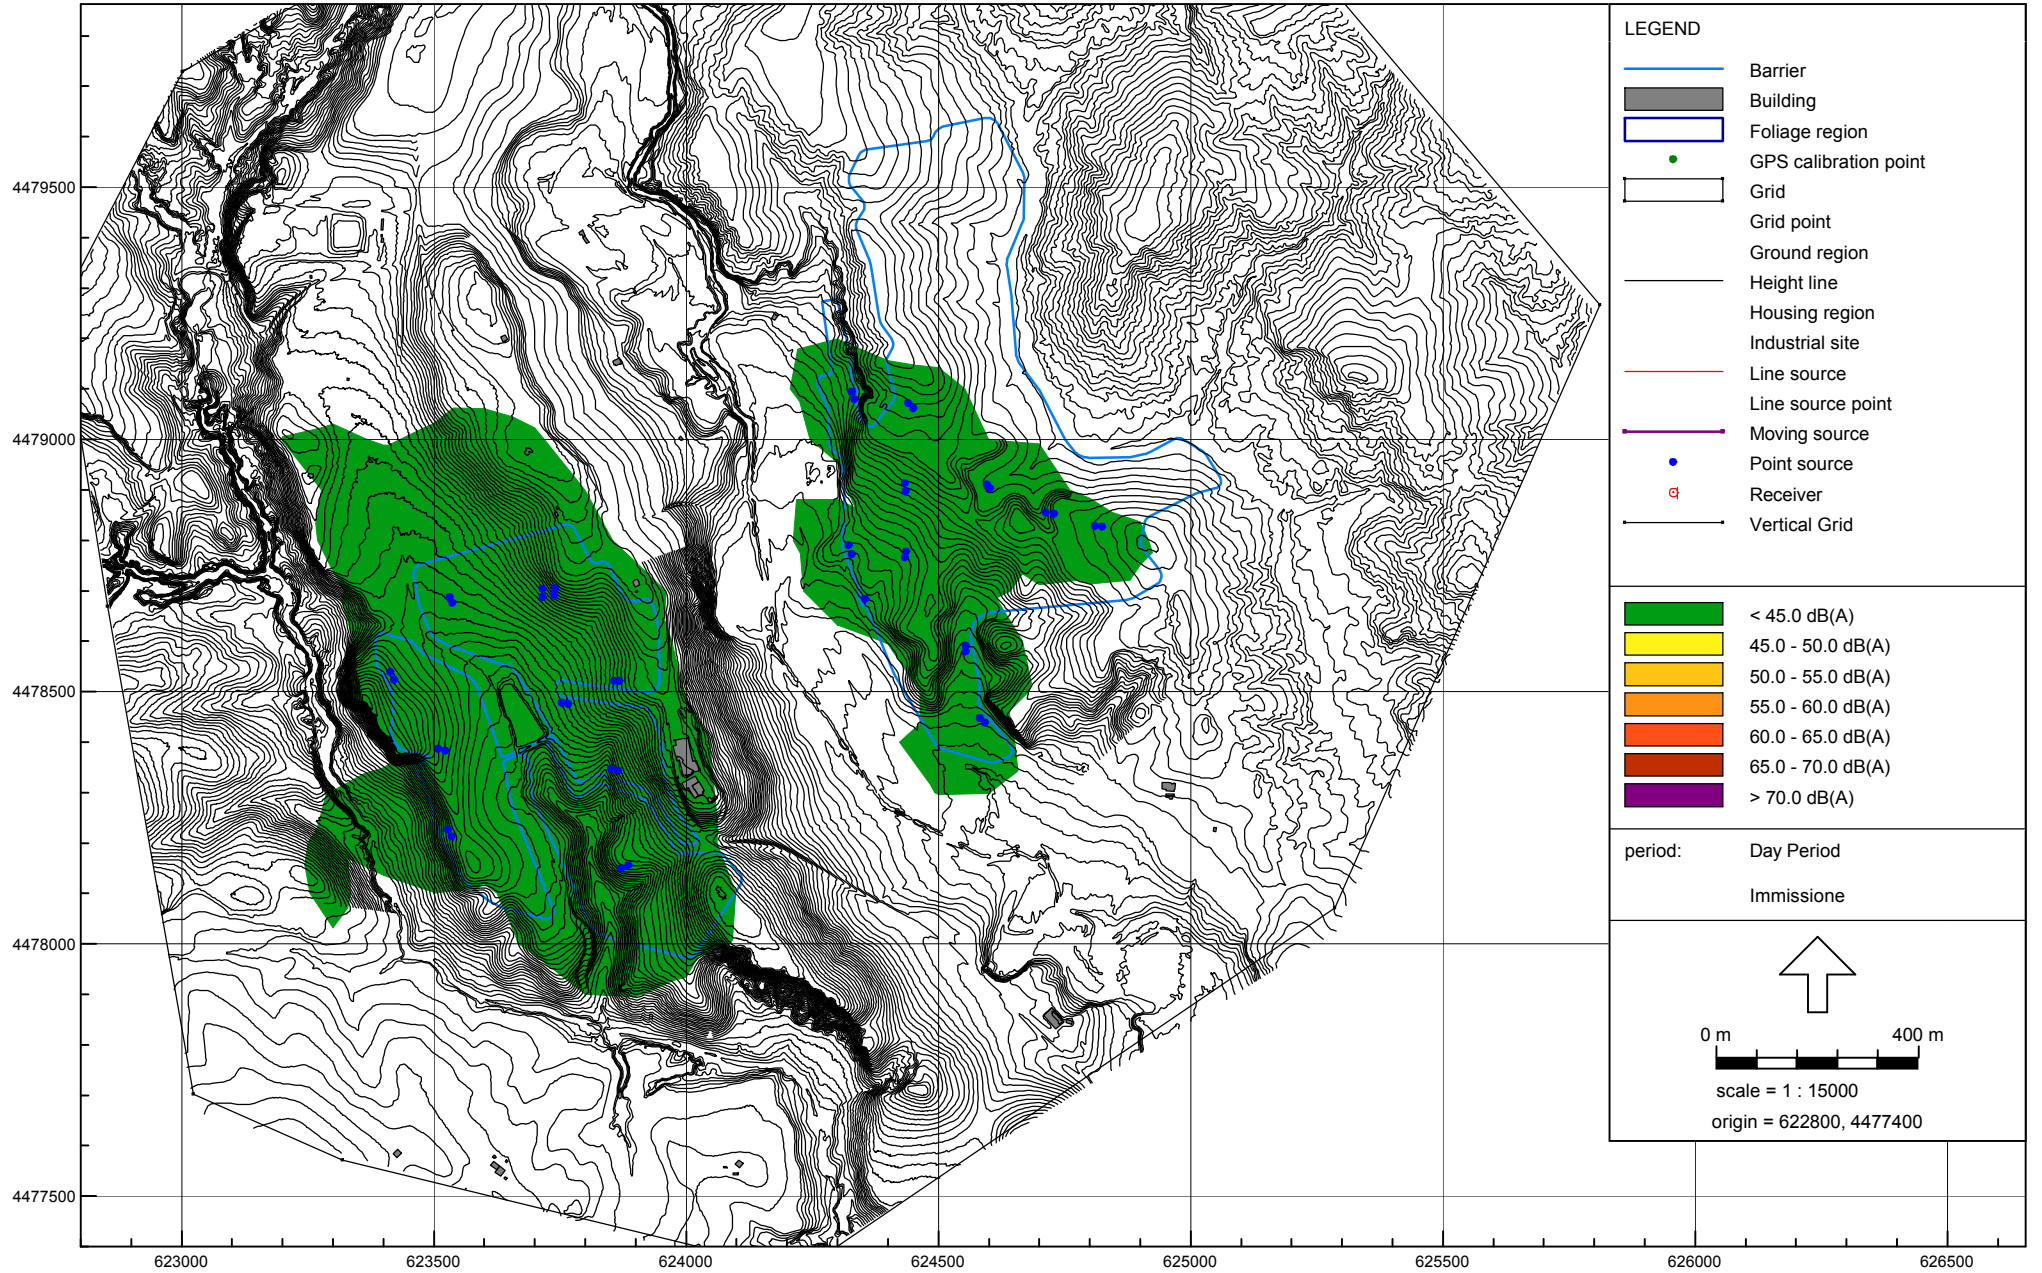 LEGEND
Barrier
Building
Foliage region
GPS calibration point
Grid
Grid point
Ground region
Height line
Housing region
Industrial site
Line source
Line source point
Moving source
Point source
Receiver
Vertical Grid
< 45.0 dB(A)
45.0 - 50.0 dB(A)
50.0 - 55.0 dB(A)
55.0 - 60.0 dB(A)
60.0 - 65.0 dB(A)
65.0 - 70.0 dB(A)
> 70.0 dB(A)
period: Day Period
Immissione
0 m 400 m
scale = 1 : 15000
origin = 622800, 4477400
4479500
4479000
4478500
4478000
4477500
623000 623500 624000 624500 625000 625500 626000 626500